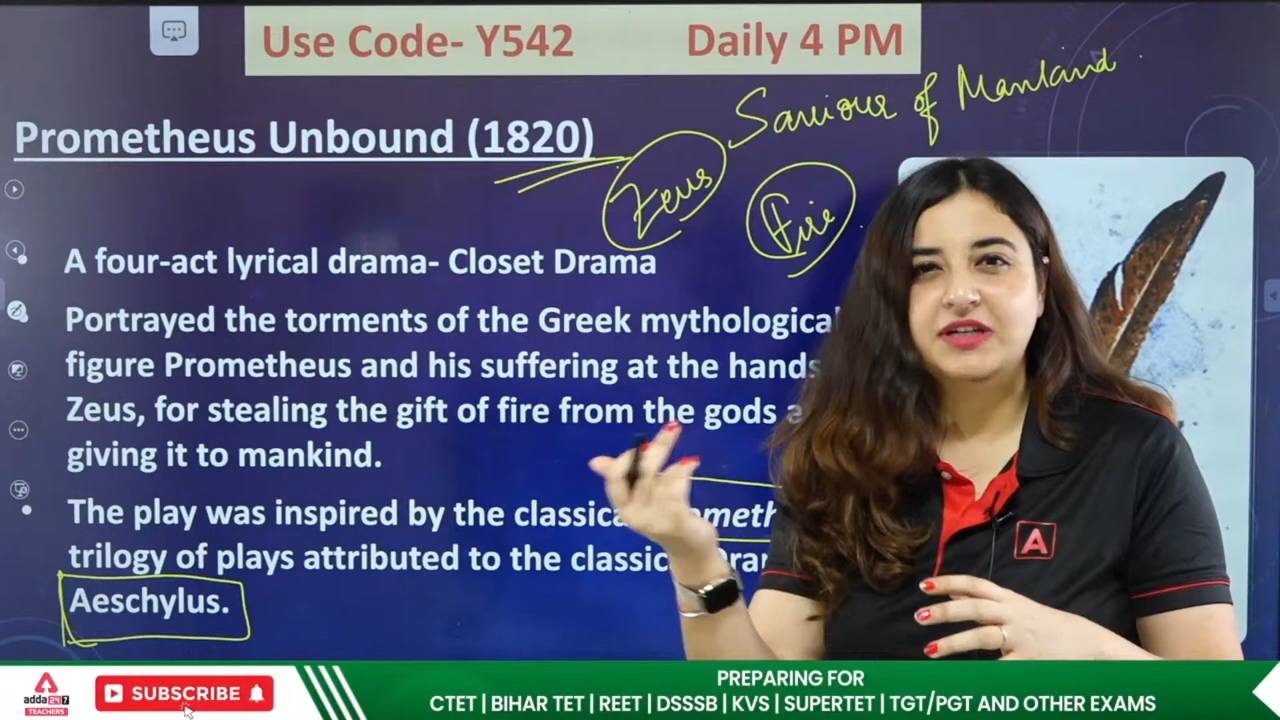 Use Code- Y542 Daily 4 PM
Saviour of Mankind
Prometheus Unbound (1820)
Zeus
Fire
A four-act lyrical drama- Closet Drama
Portrayed the torments of the Greek mythological
figure Prometheus and his suffering at the hands
Zeus, for stealing the gift of fire from the gods
giving it to mankind.
The play was inspired by the classica
trilogy of plays attributed to the classic
Aeschylus.
A
adda 24 7
TEACHERS
SUBSCRIBE
PREPARING FOR
CTET | BIHAR TET | REET | DSSSB | KVS | SUPERTET | TGT/PGT AND OTHER EXAMS